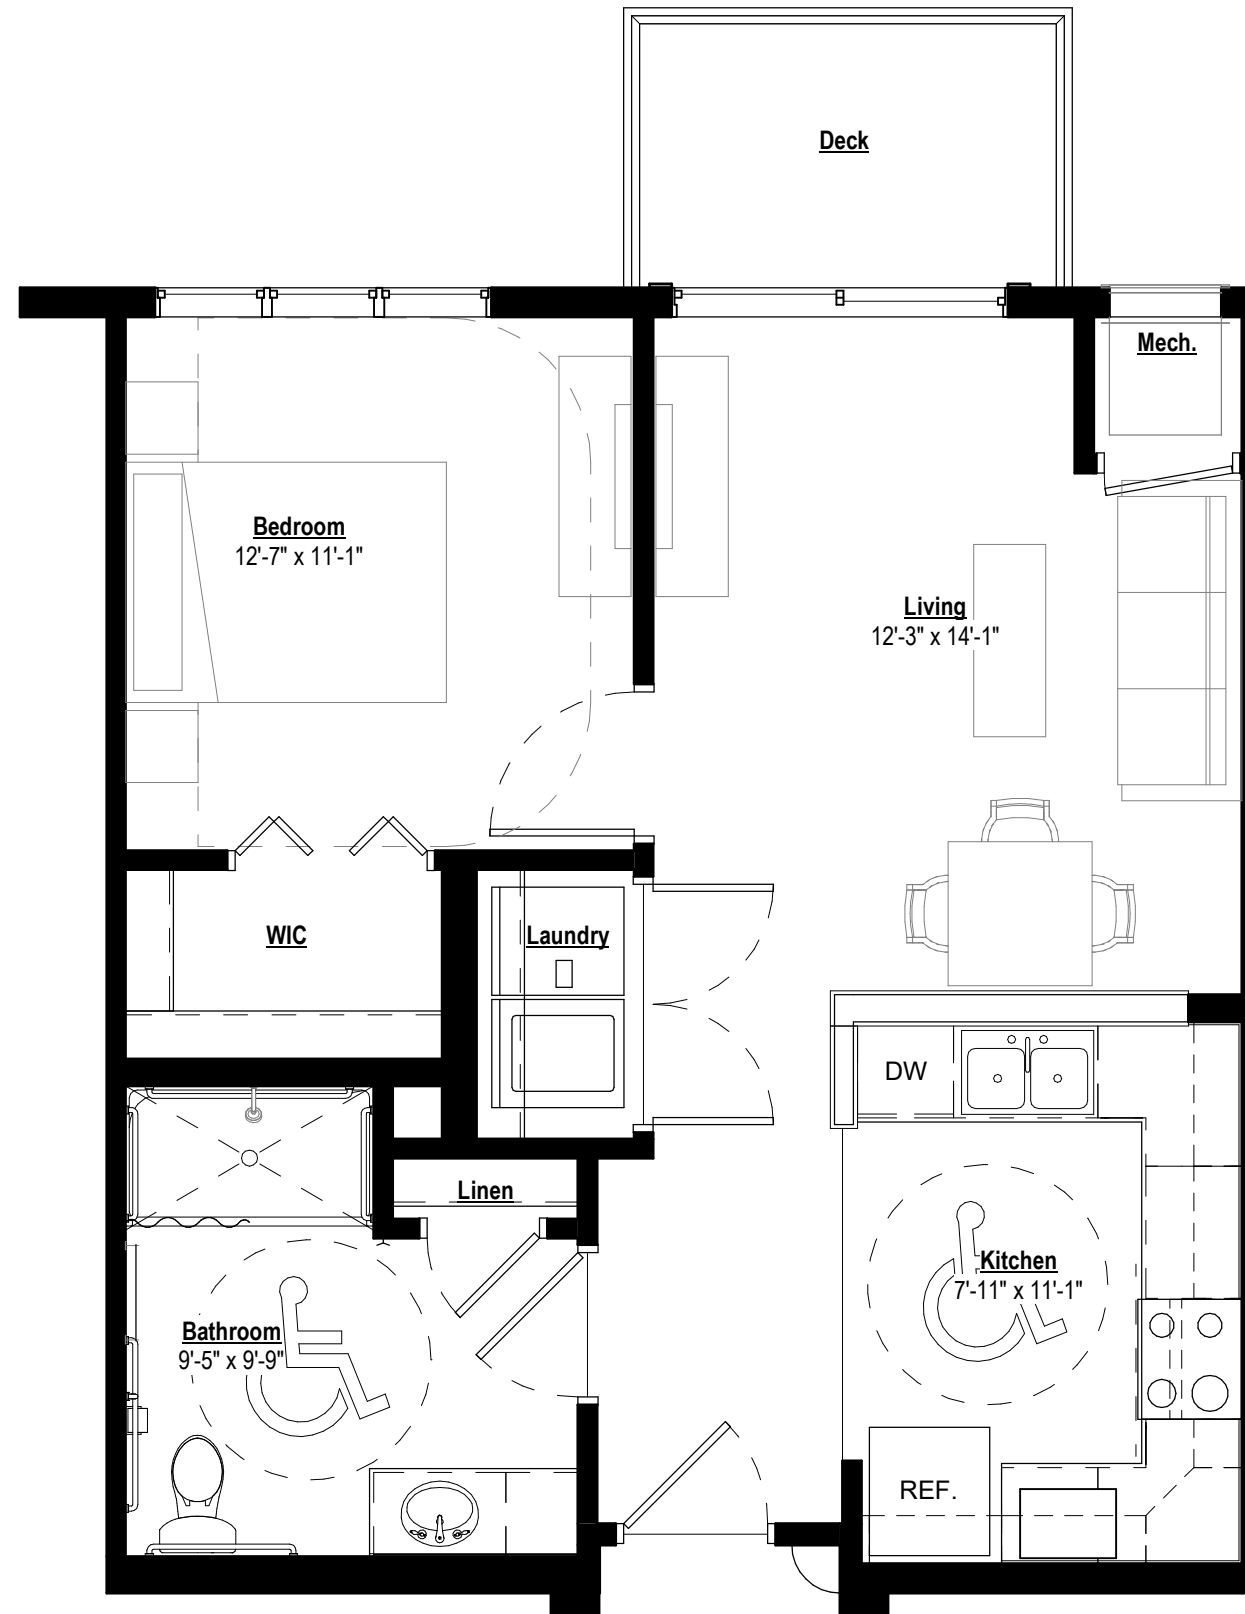 Deck
Mech.
Bedroom
12'-7" x 11'-1"
Living
12'-3" x 14'-1"
WIC
Laundry
DW
Linen
Kitchen
7'-11" x 11'-1"
Bathroom
9'-5" x 9'-9"
REF.